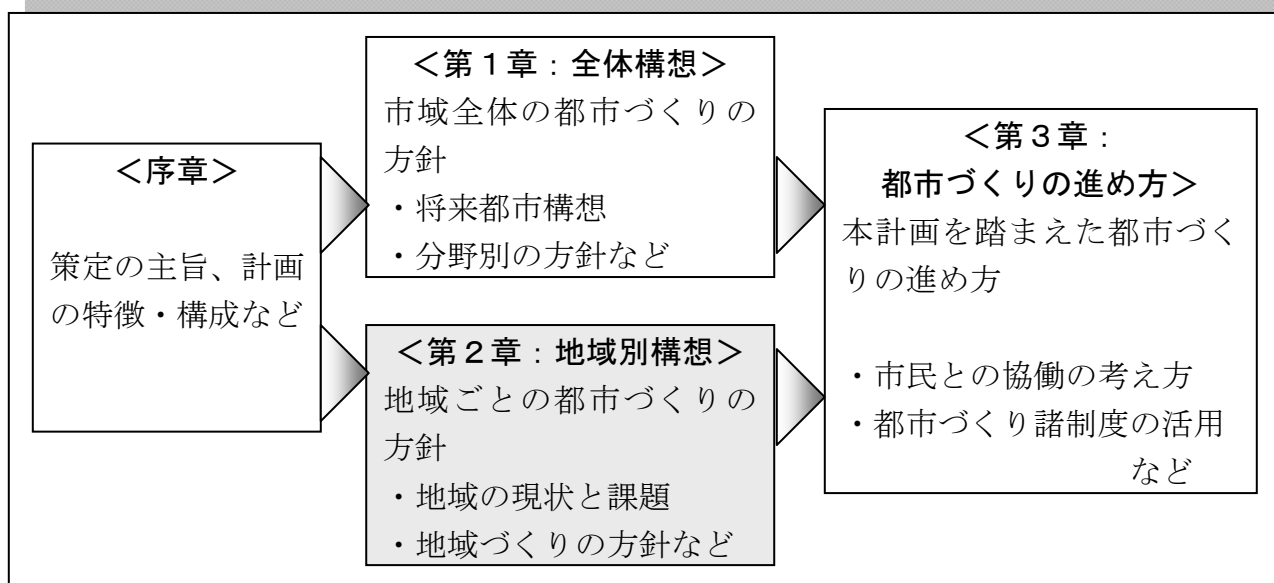 ＜序章＞
策定の主旨、計画
の特徴・構成など
＜第１章：全体構想＞
市域全体の都市づくりの
方針
・将来都市構想
・分野別の方針など
＜第２章：地域別構想＞
地域ごとの都市づくりの
方針
・地域の現状と課題
・地域づくりの方針など
＜第３章：
都市づくりの進め方＞
本計画を踏まえた都市づく
りの進め方
・市民との協働の考え方
・都市づくり諸制度の活用
など